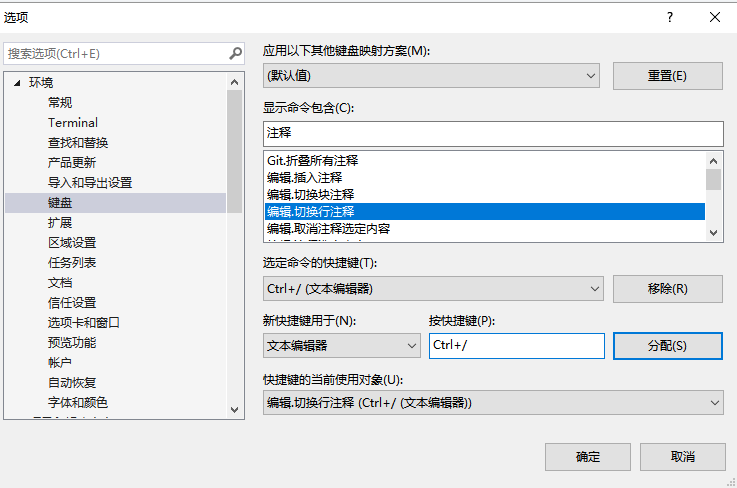 选项
搜索选项(Ctrl+E)
环境
常规
Terminal
查找和替换
产品更新
导入和导出设置
键盘
扩展
区域设置
任务列表
文档
信任设置
选项卡和窗口
预览功能
帐户
自动恢复
字体和颜色
应用以下其他键盘映射方案(M):
(默认值)
重置(E)
显示命令包含(C):
注释
Git.折叠所有注释
编辑.插入注释
编辑.切换块注释
编辑.切换行注释
编辑.取消注释选定内容
选定命令的快捷键(T):
Ctrl+/ (文本编辑器)
移除(R)
新快捷键用于(N):
按快捷键(P):
文本编辑器
Ctrl+/
分配(S)
快捷键的当前使用对象(U):
编辑.切换行注释 (Ctrl+/ (文本编辑器))
确定
取消